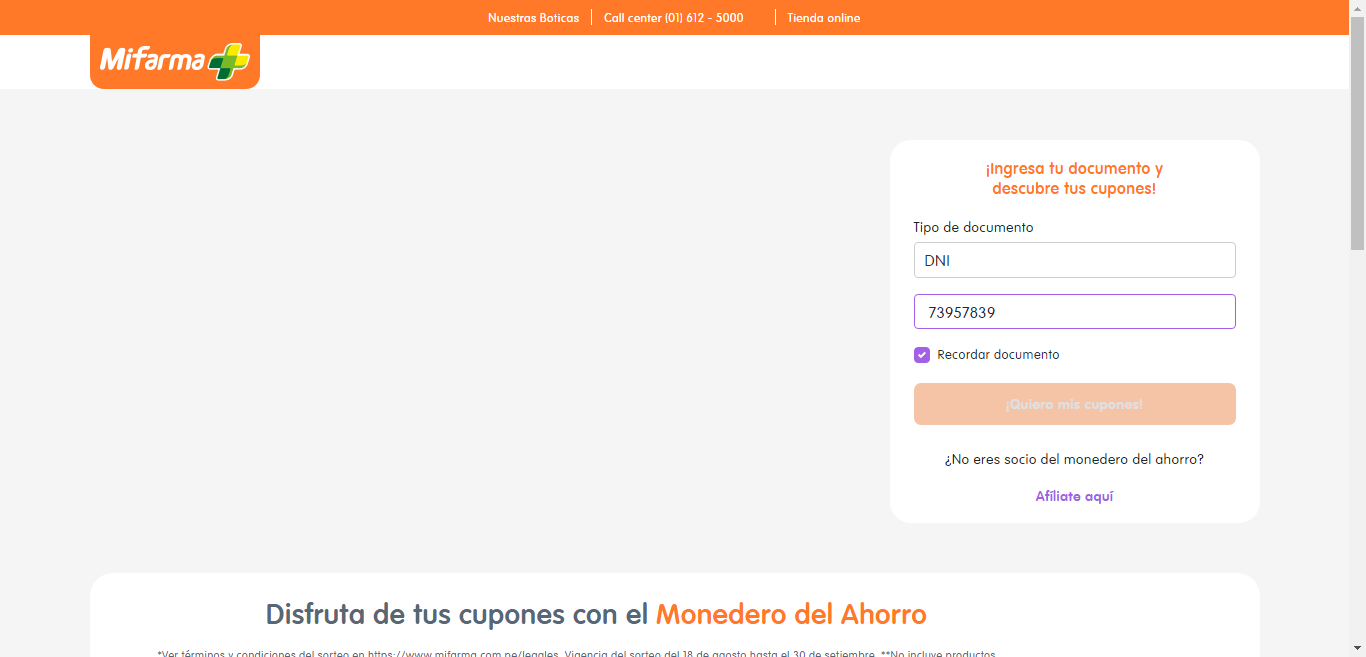 Nuestras Boticas
Call center (01) 612 - 5000
Tienda online
Mifarma
¡Ingresa tu documento y
descubre tus cupones!
Tipo de documento
DNI
73957839
Recordar documento
¡Quiero mis cupones!
¿No eres socio del monedero del ahorro?
Afíliate aquí
Disfruta de tus cupones con el Monedero del Ahorro
*Ver términos y condiciones del sorteo en https://www.mifarma.com.pe/legales. Vigencia del sorteo del 18 de agosto hasta el 30 de setiembre. **No incluye productos